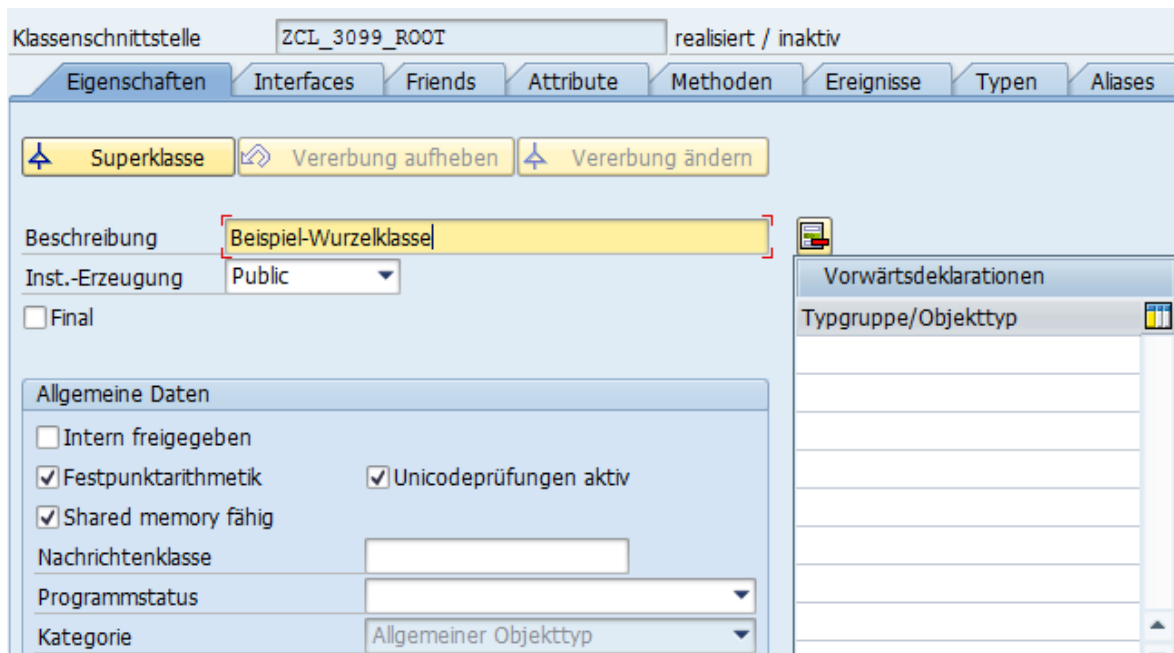 Klassenschnittstelle ZCL_3099_ROOT realisiert / inaktiv
Eigenschaften Interfaces Friends Attribute Methoden Ereignisse Typen Aliases
Superklasse Vererbung aufheben Vererbung ändern
Beschreibung Beispiel-Wurzelklasse
Inst.-Erzeugung Public
Vorwärtsdeklarationen
Final
Typgruppe/Objekttyp
Allgemeine Daten
Intern freigegeben
Festpunktarithmetik Unicodeprüfungen aktiv
Shared memory fähig
Nachrichtenklasse
Programmstatus
Kategorie Allgemeiner Objekttyp